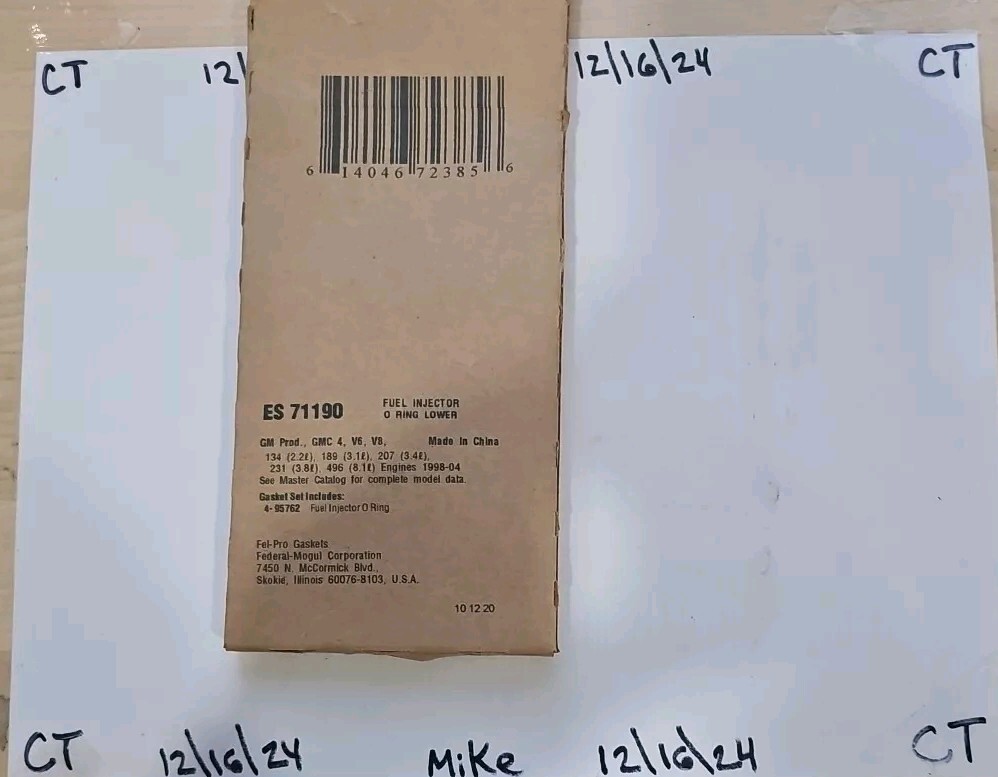 CT 12/ 12/16/24 CT
6 14046 72385 6
ES 71190 FUEL INJECTOR
O RING LOWER
GM Prod., GMC 4, V6, V8, Made In China
134 (2.2ℓ), 189 (3.1ℓ), 207 (3.4ℓ),
231 (3.8ℓ), 496 (8.1ℓ) Engines 1998-04
See Master Catalog for complete model data.
Gasket Set Includes:
4-95762 Fuel Injector O Ring
Fel-Pro Gaskets
Federal-Mogul Corporation
7450 N. McCormick Blvd.,
Skokie, Illinois 60076-8103, U.S.A.
10 12 20
CT 12/16/24 MiKe 12/16/24 CT